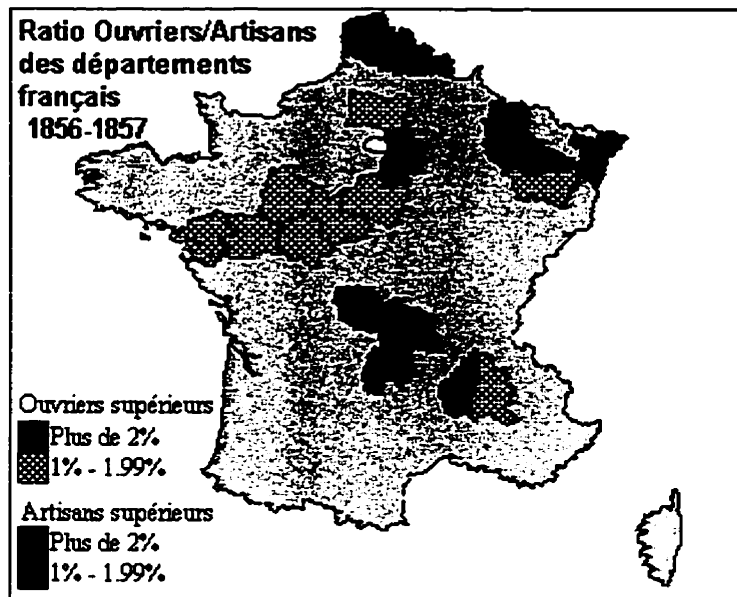 Ratio Ouvriers/Artisans
des départements
français
1856-1857
Ouvriers supérieurs
Plus de 2%
1% - 1.99%
Artisans supérieurs
Plus de 2%
1% - 1.99%